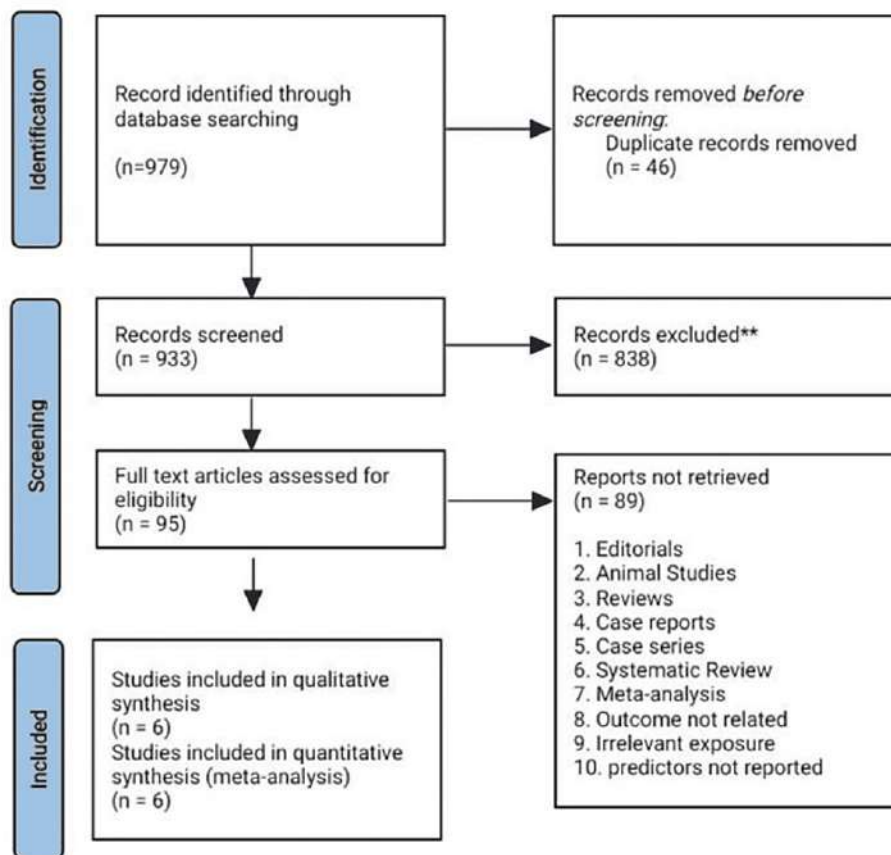 Identification
Record identified through
database searching
(n=979)
Records removed before
screening:
Duplicate records removed
(n = 46)
Screening
Records screened
(n = 933)
Records excluded**
(n = 838)
Full text articles assessed for
eligibility
(n = 95)
Reports not retrieved
(n = 89)
1. Editorials
2. Animal Studies
3. Reviews
4. Case reports
5. Case series
6. Systematic Review
7. Meta-analysis
8. Outcome not related
9. Irrelevant exposure
10. predictors not reported
Included
Studies included in qualitative
synthesis
(n = 6)
Studies included in quantitative
synthesis (meta-analysis)
(n = 6)